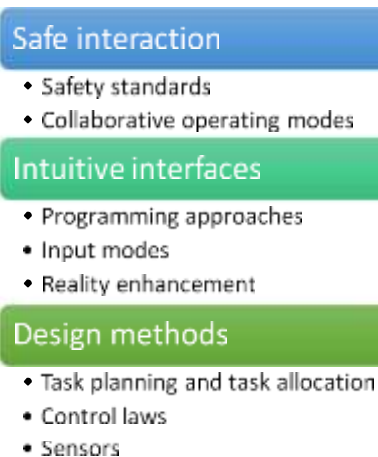 Safe interaction
• Safety standards
• Collaborative operating modes
Intuitive interfaces
• Programming approaches
• Input modes
• Reality enhancement
Design methods
• Task planning and task allocation
• Control laws
• Sensors